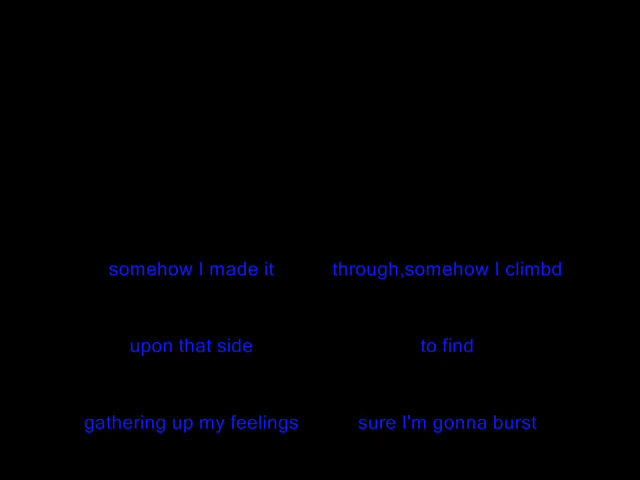 somehow I made it through,somehow I climbd
upon that side to find
gathering up my feelings sure I'm gonna burst